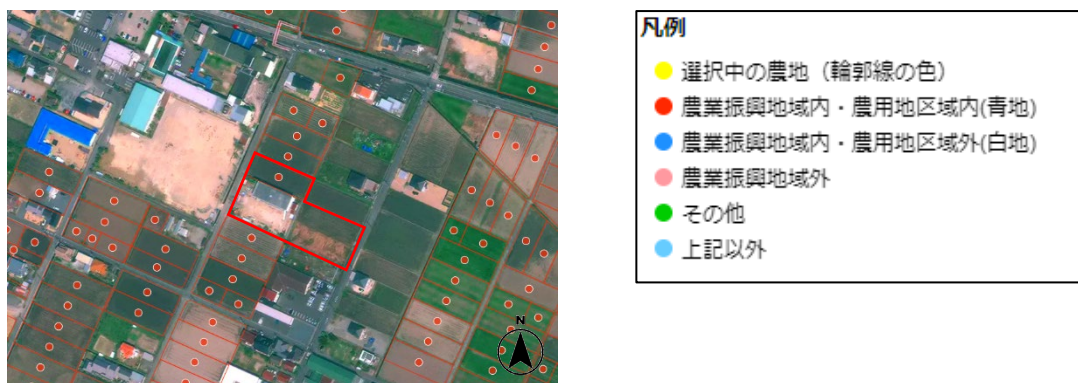 N
凡例
選択中の農地（輪郭線の色）
農業振興地域内・農用地区域内(青地)
農業振興地域内・農用地区域外(白地)
農業振興地域外
その他
上記以外